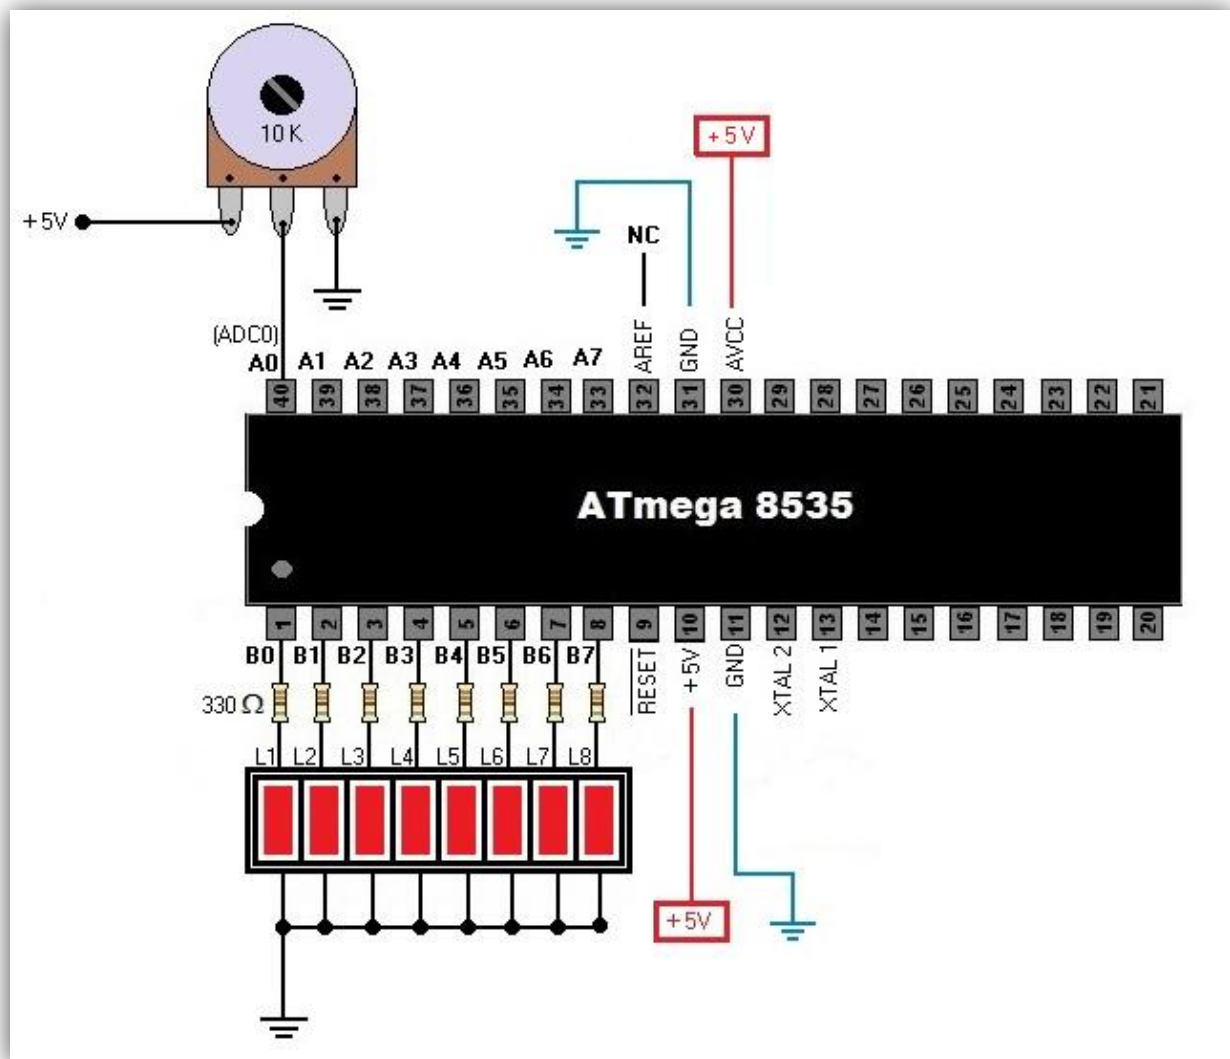 10 K
+5V
+5V
NC
(ADC0)
A0 A1 A2 A3 A4 A5 A6 A7 AREF GND AVCC
40 39 38 37 36 35 34 33 32 31 30 29 28 27 26 25 24 23 22 21
ATmega 8535
1 2 3 4 5 6 7 8 9 10 11 12 13 14 15 16 17 18 19 20
B0 B1 B2 B3 B4 B5 B6 B7 RESET +5V GND XTAL 2 XTAL 1
330 Ω
L1 L2 L3 L4 L5 L6 L7 L8
+5V